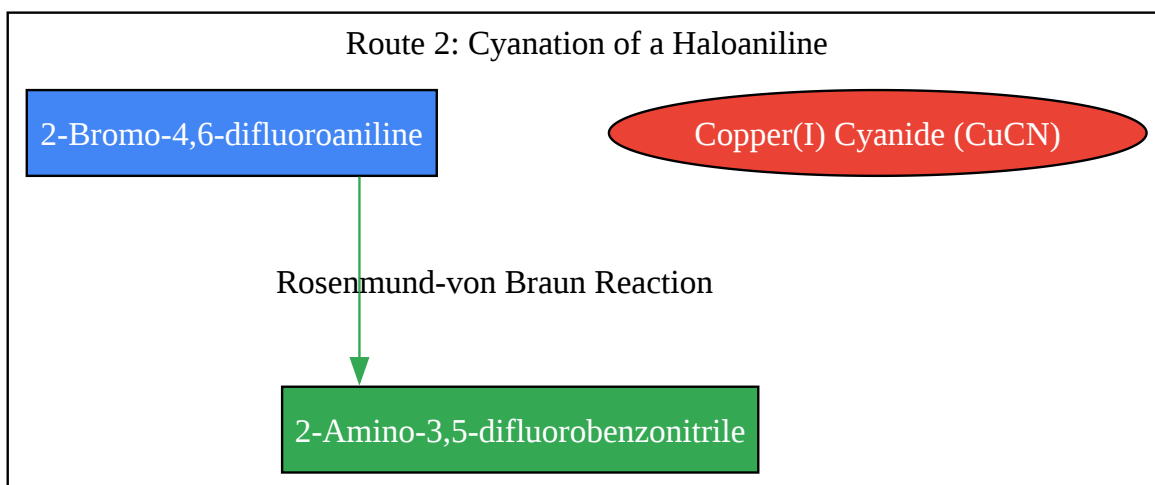 Route 2: Cyanation of a Haloaniline
2-Bromo-4,6-difluoroaniline
Copper(I) Cyanide (CuCN)
Rosenmund-von Braun Reaction
2-Amino-3,5-difluorobenzonitrile